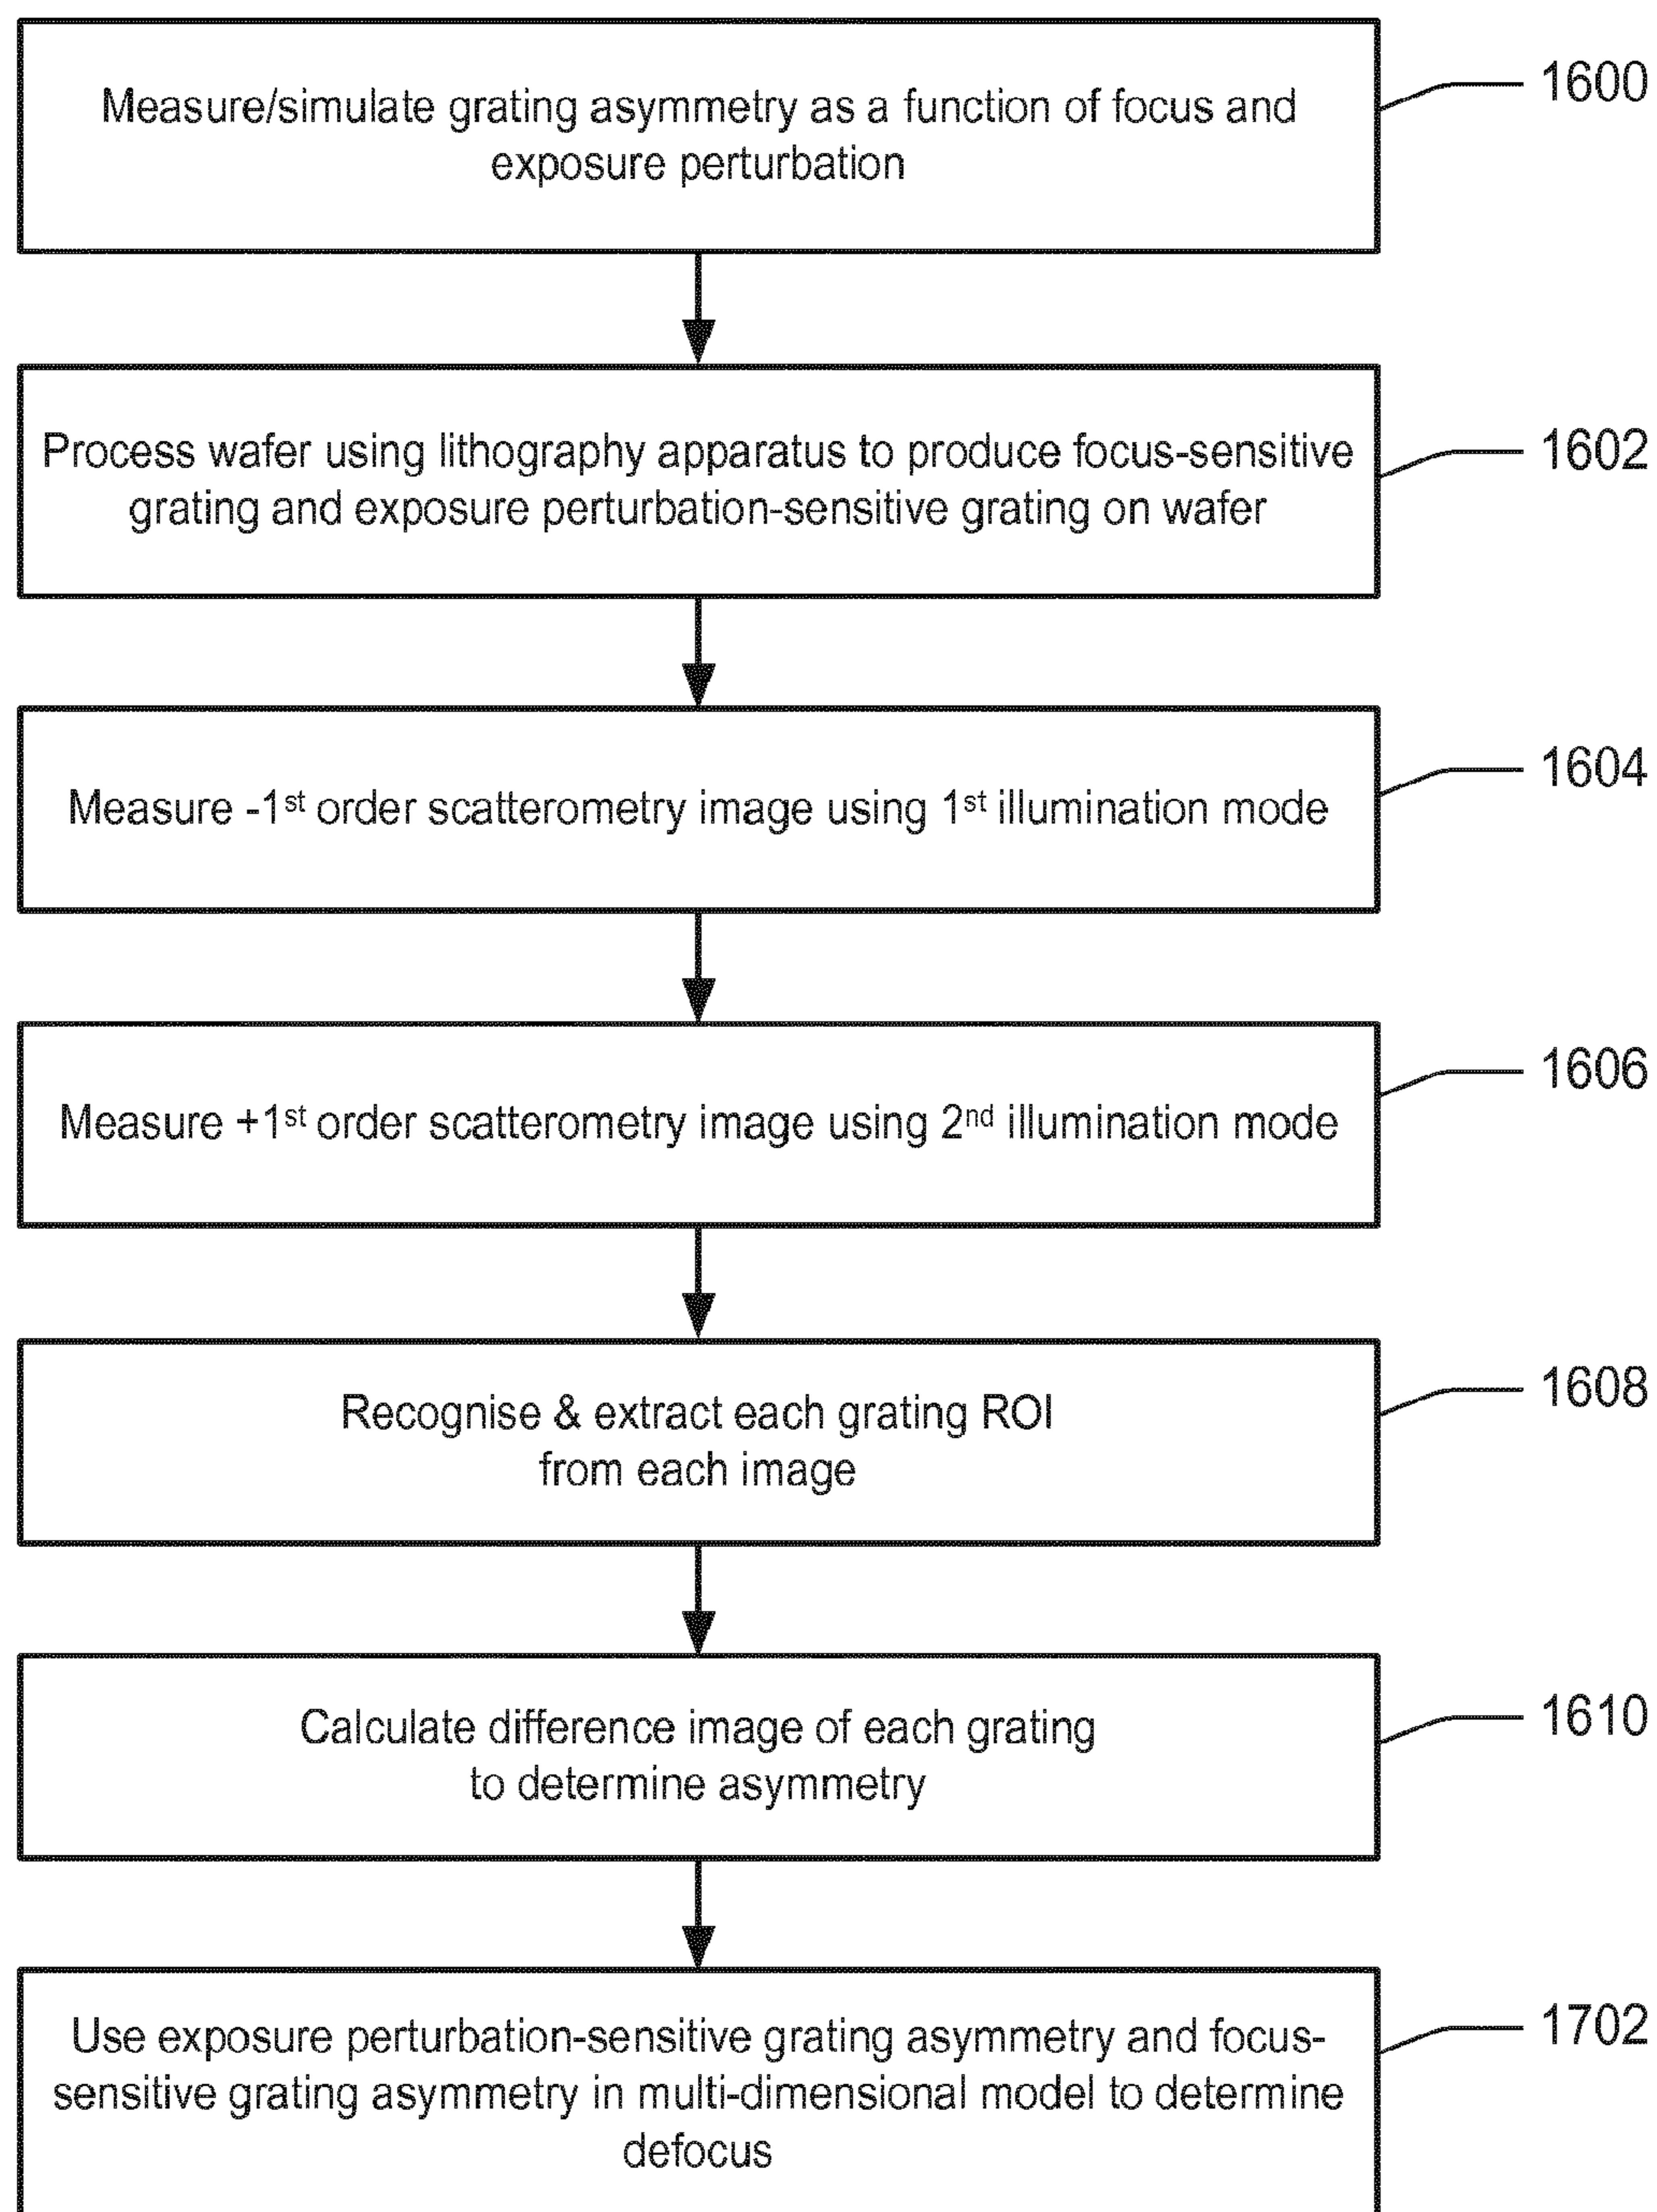 Measure/simulate grating asymmetry as a function of focus and
exposure perturbation
1600
Process wafer using lithography apparatus to produce focus-sensitive
grating and exposure perturbation-sensitive grating on wafer
1602
Measure -1st order scatterometry image using 1st illumination mode
1604
Measure +1st order scatterometry image using 2nd illumination mode
1606
Recognise & extract each grating ROI
from each image
1608
Calculate difference image of each grating
to determine asymmetry
1610
Use exposure perturbation-sensitive grating asymmetry and focus-
sensitive grating asymmetry in multi-dimensional model to determine
defocus
1702